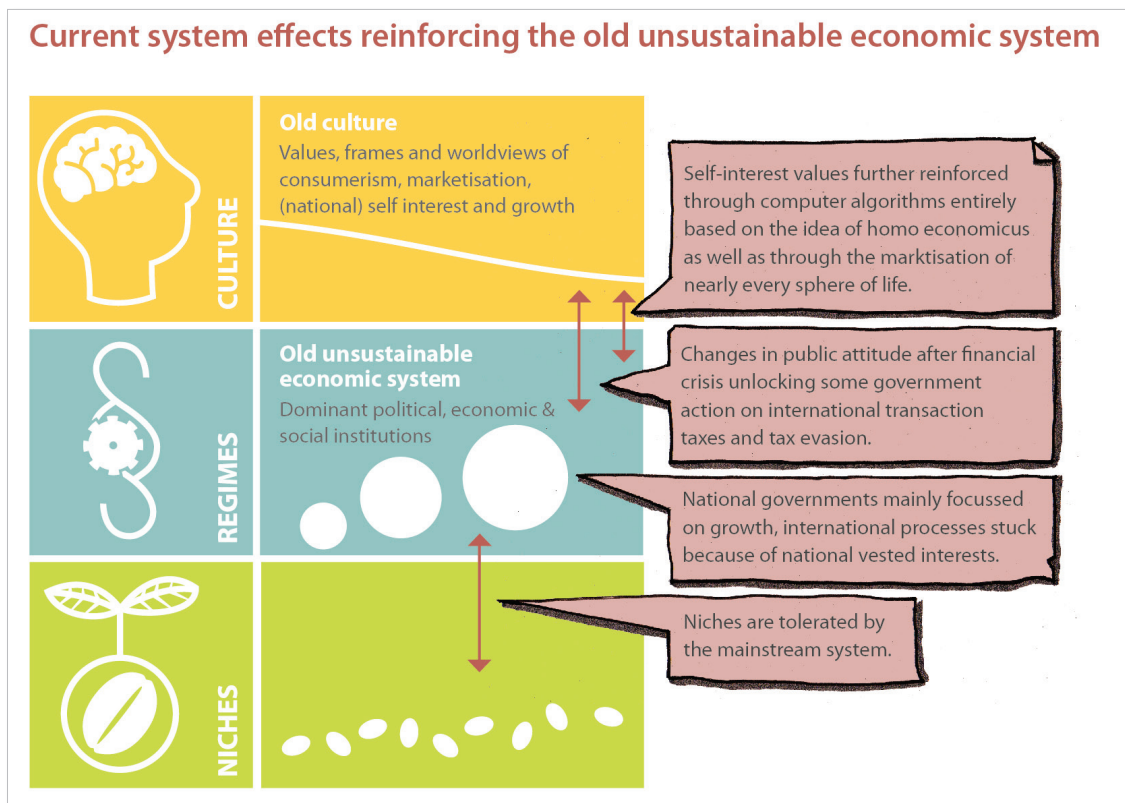 Current system effects reinforcing the old unsustainable economic system
CULTURE
Old culture
Values, frames and worldviews of
consumerism, marketisation,
(national) self interest and growth
Self-interest values further reinforced
through computer algorithms entirely
based on the idea of homo economicus
as well as through the marktisation of
nearly every sphere of life.
REGIMES
Old unsustainable
economic system
Dominant political, economic &
social institutions
Changes in public attitude after financial
crisis unlocking some government
action on international transaction
taxes and tax evasion.
National governments mainly focussed
on growth, international processes stuck
because of national vested interests.
NICHES
Niches are tolerated by
the mainstream system.